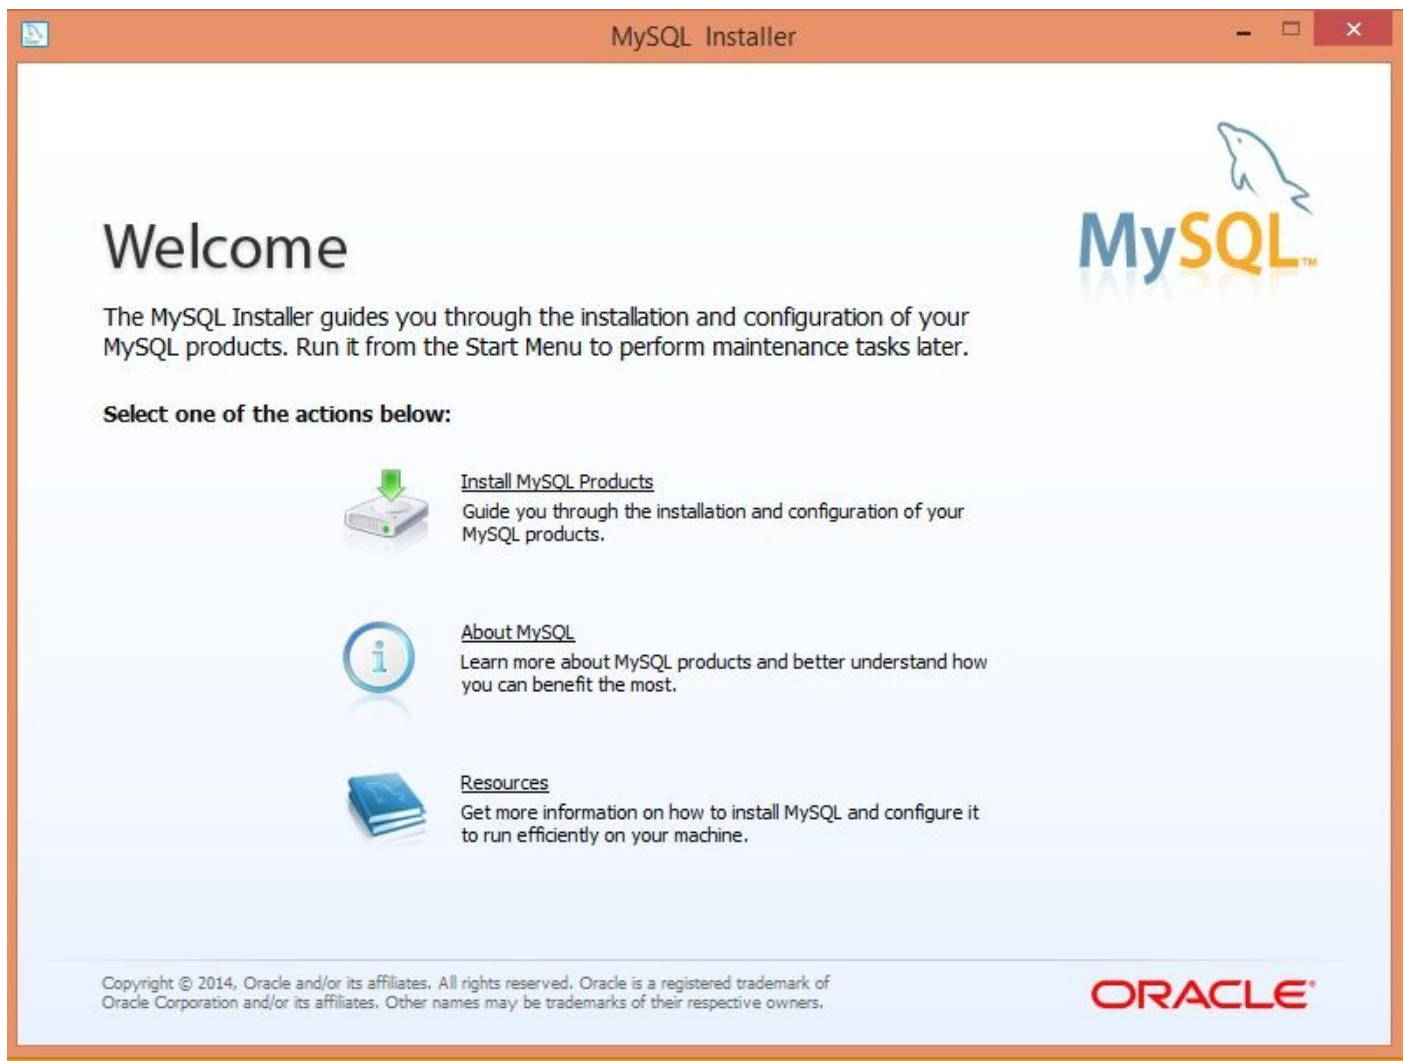 MySQL Installer
MySQL™
Welcome
The MySQL Installer guides you through the installation and configuration of your
MySQL products. Run it from the Start Menu to perform maintenance tasks later.
Select one of the actions below:
Install MySQL Products
Guide you through the installation and configuration of your
MySQL products.
About MySQL
Learn more about MySQL products and better understand how
you can benefit the most.
Resources
Get more information on how to install MySQL and configure it
to run efficiently on your machine.
Copyright © 2014, Oracle and/or its affiliates. All rights reserved. Oracle is a registered trademark of
Oracle Corporation and/or its affiliates. Other names may be trademarks of their respective owners.
ORACLE®